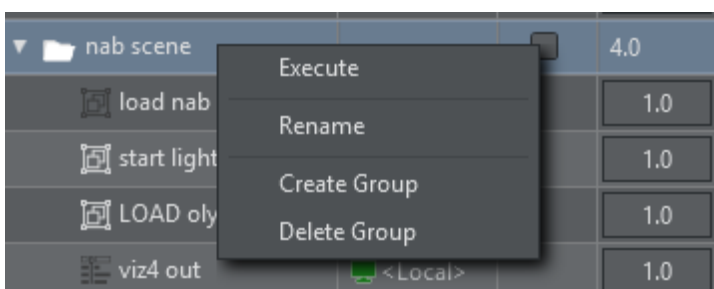 nab scene 4.0
Execute
load nab 1.0
Rename
start light 1.0
Create Group
LOAD oly 1.0
Delete Group
viz4 out <Local> 1.0